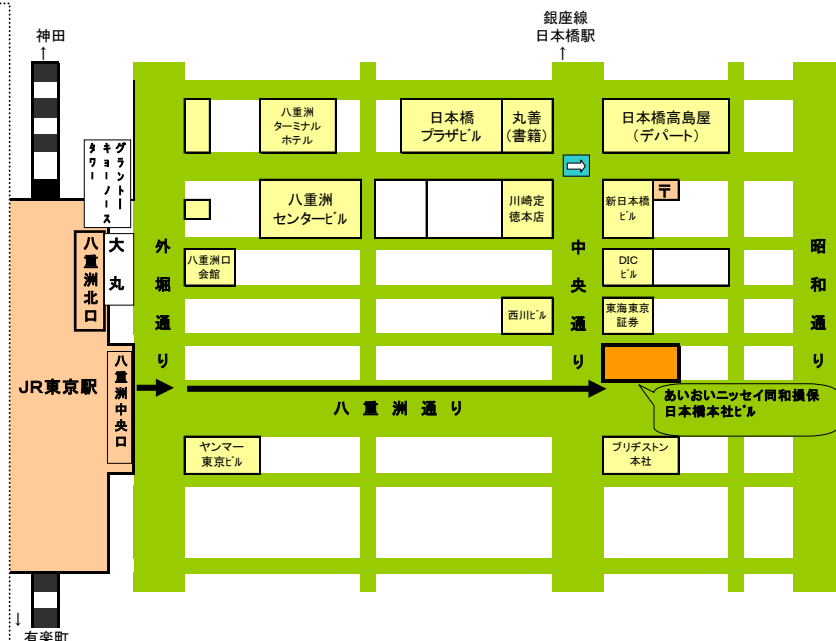 銀座線
日本橋駅
↑
神田
↑
八重洲
ターミナル
ホテル
日本橋
プラザビル
丸善
(書籍)
日本橋高島屋
(デパート)
グラントー
キョーノース
タワー
⇨
八重洲
センタービル
川崎定
徳本店
新日本橋
ビル
〒
八重洲北口
大丸
外堀通り
八重洲口
会館
中央通り
DIC
ビル
昭和通り
西川ビル
東海東京
証券
JR東京駅
八重洲中央口
八重洲通り
あいおいニッセイ同和損保
日本橋本社ビル
ヤンマー
東京ビル
ブリヂストン
本社
↓
有楽町